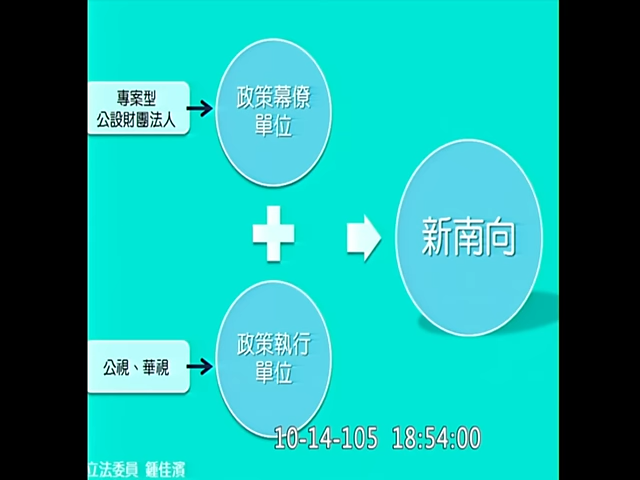 專案型
公設財團法人
政策幕僚
單位
新南向
公視、華視
政策執行
單位
10-14-105 18:54:00
立法委員 鍾佳濱